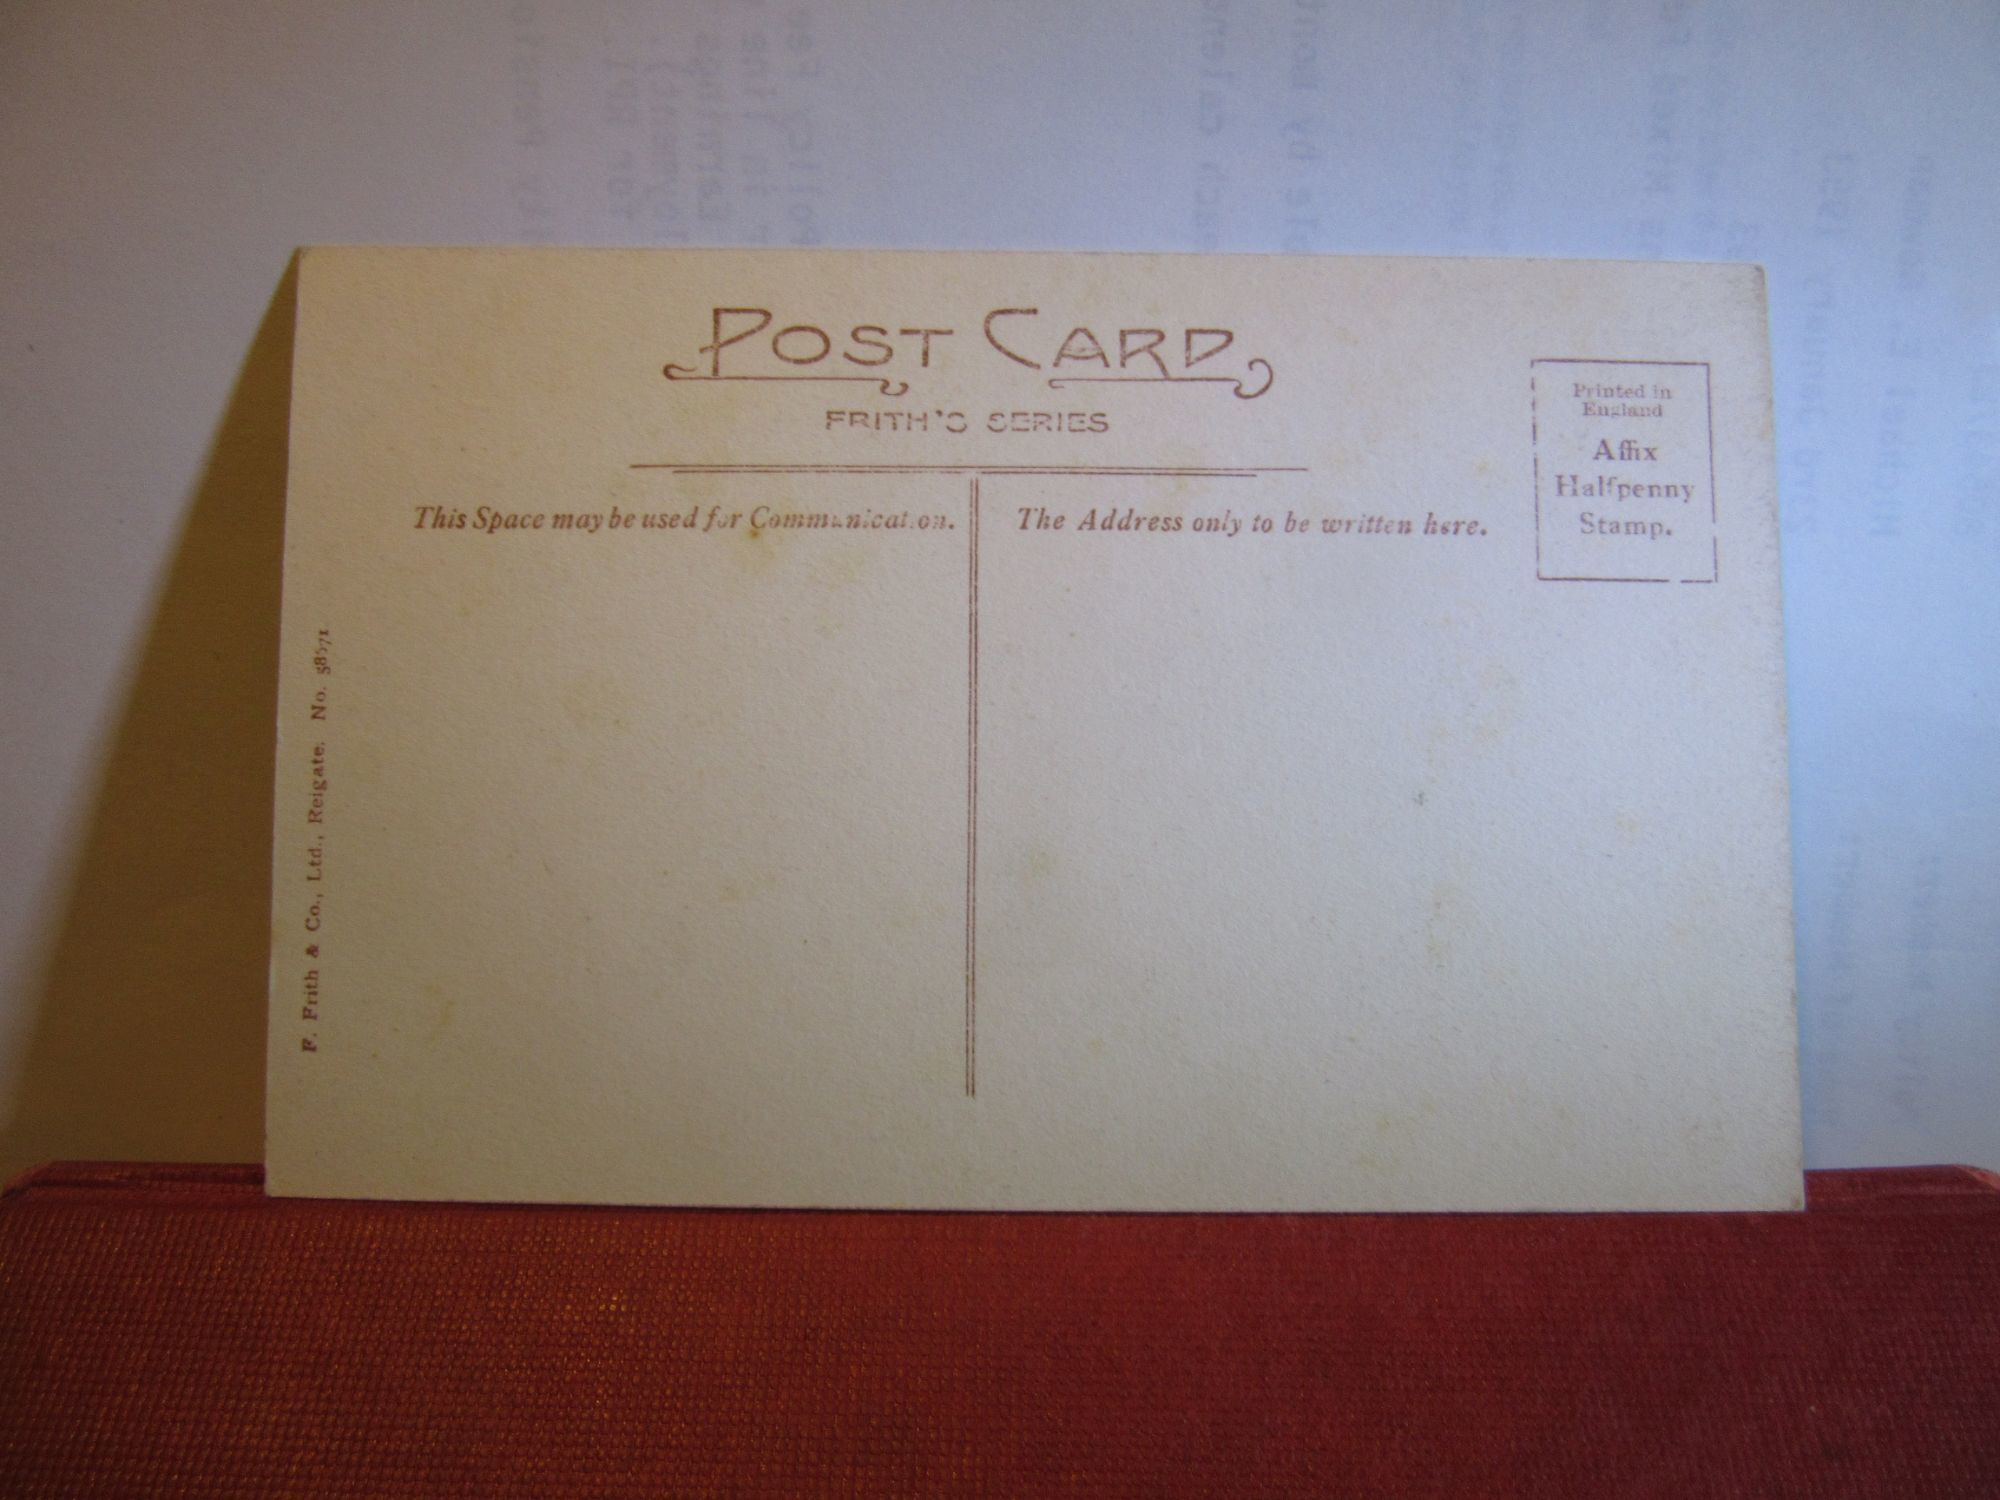 POST CARD
FRITH'S SERIES
Printed in
England
Affix
Halfpenny
Stamp.
This Space may be used for Communication.
The Address only to be written here.
F. Frith & Co., Ltd., Reigate. No.